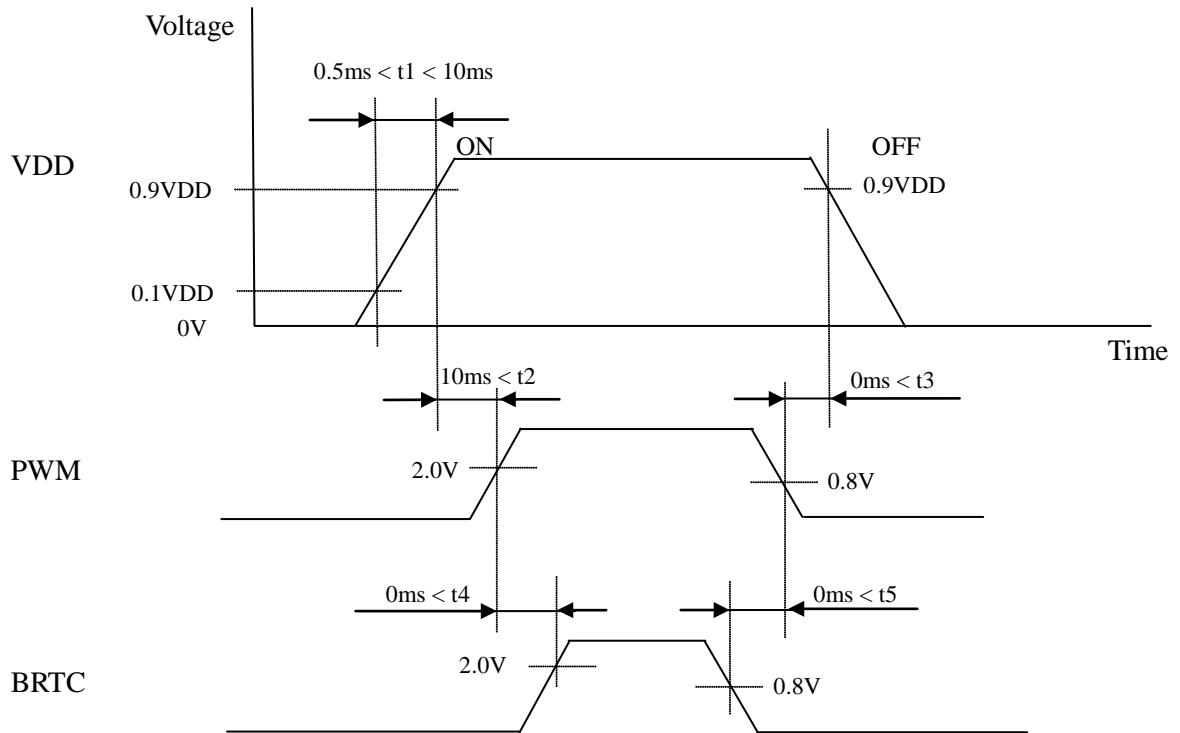 Voltage
0.5ms < t1 < 10ms
ON
OFF
VDD
0.9VDD
0.9VDD
0.1VDD
0V
Time
10ms < t2
0ms < t3
PWM
2.0V
0.8V
0ms < t4
0ms < t5
2.0V
0.8V
BRTC